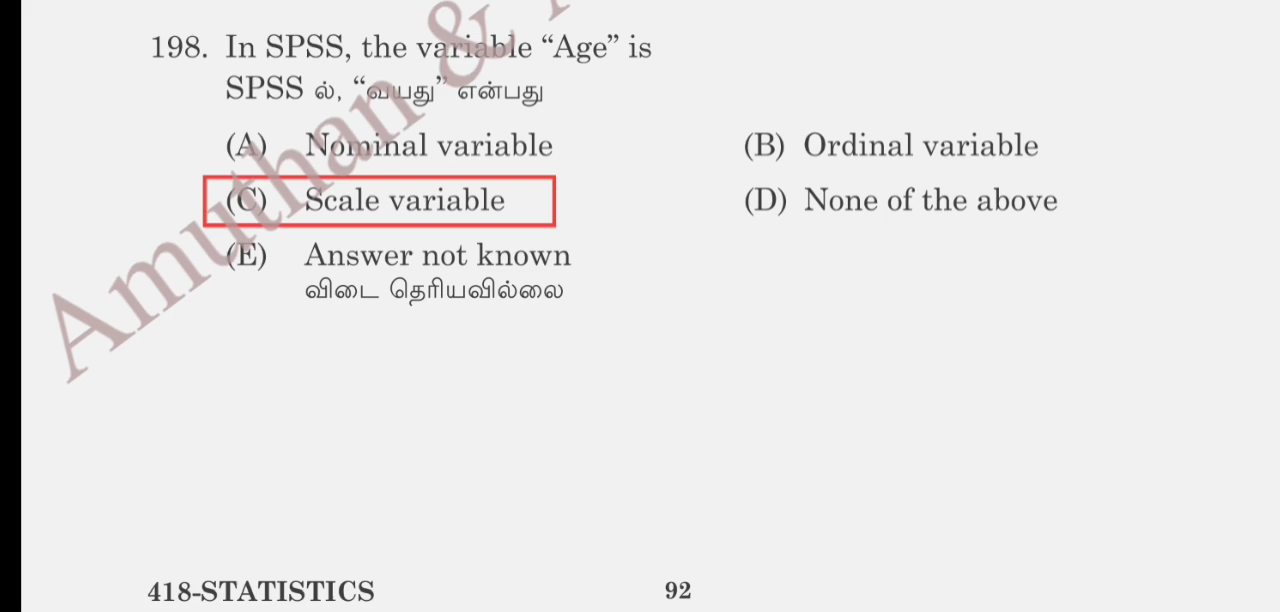 198. In SPSS, the variable “Age” is
SPSS ல், “வயது” என்பது
(A) Nominal variable
(B) Ordinal variable
(C) Scale variable
(D) None of the above
(E) Answer not known
விடை தெரியவில்லை
Amuthan &
418-STATISTICS 92